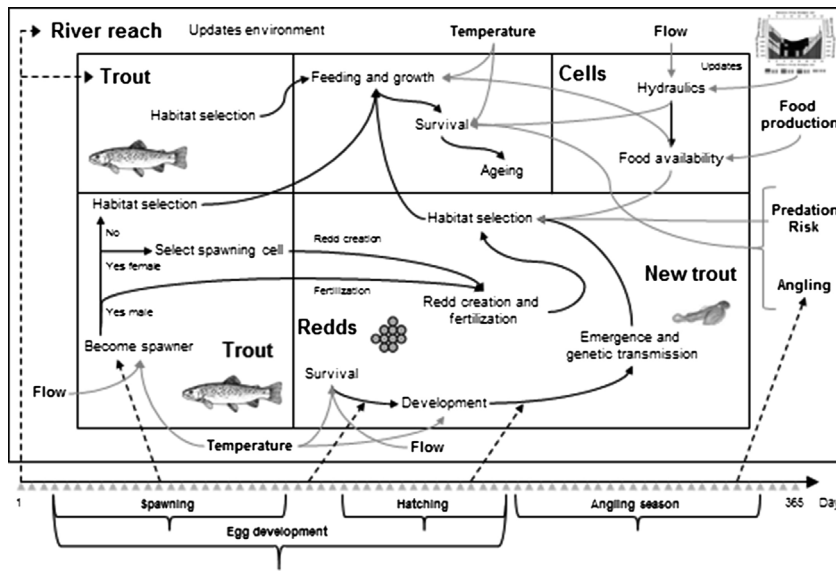 River reach
Updates environment
Temperature
Flow
Trout
Feeding and growth
Cells
Updates
Hydraulics
Habitat selection
Survival
Food
production
Food availability
Ageing
Habitat selection
Habitat selection
Predation
Risk
No
Select spawning cell
Redd creation
Yes female
Fertilization
New trout
Angling
Yes male
Redds
Redd creation and
fertilization
Become spawner
Trout
Emergence and
genetic transmission
Survival
Flow
Development
Temperature
Flow
1
365
Day
Spawning
Hatching
Angling season
Egg development